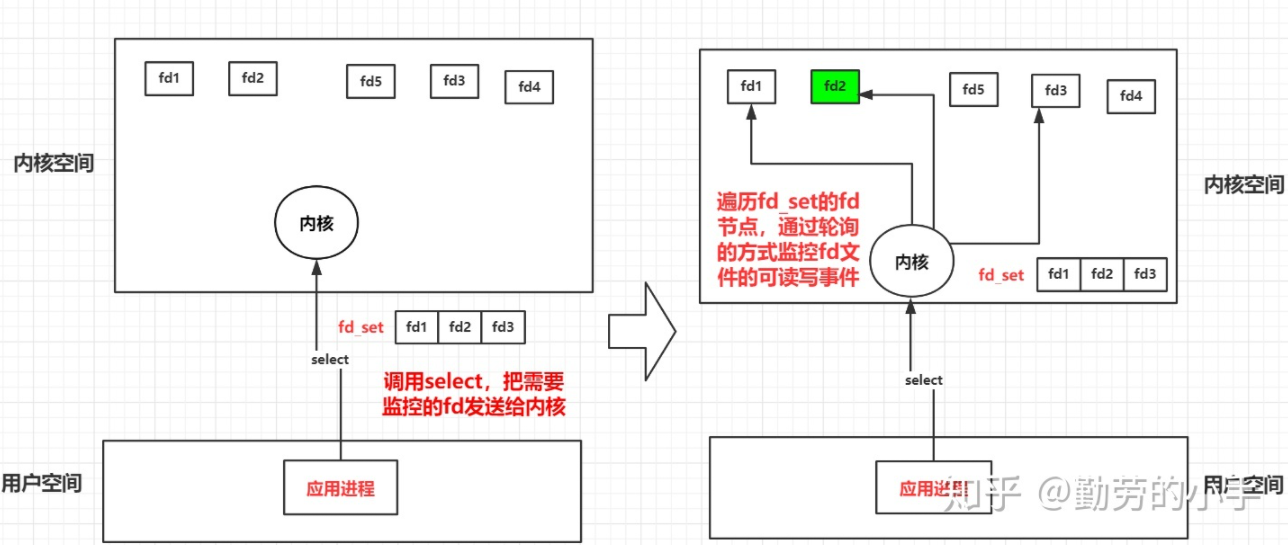 fd1
fd2
fd5
fd3
fd4
内核空间
内核
fd_set
fd1
fd2
fd3
select
调用select，把需要
监控的fd发送给内核
用户空间
应用进程
fd1
fd2
fd5
fd3
fd4
内核空间
遍历fd_set的fd
节点，通过轮询
的方式监控fd文
件的可读写事件
内核
fd_set
fd1
fd2
fd3
select
应用进程
用户空间
知乎 @勤劳的小手